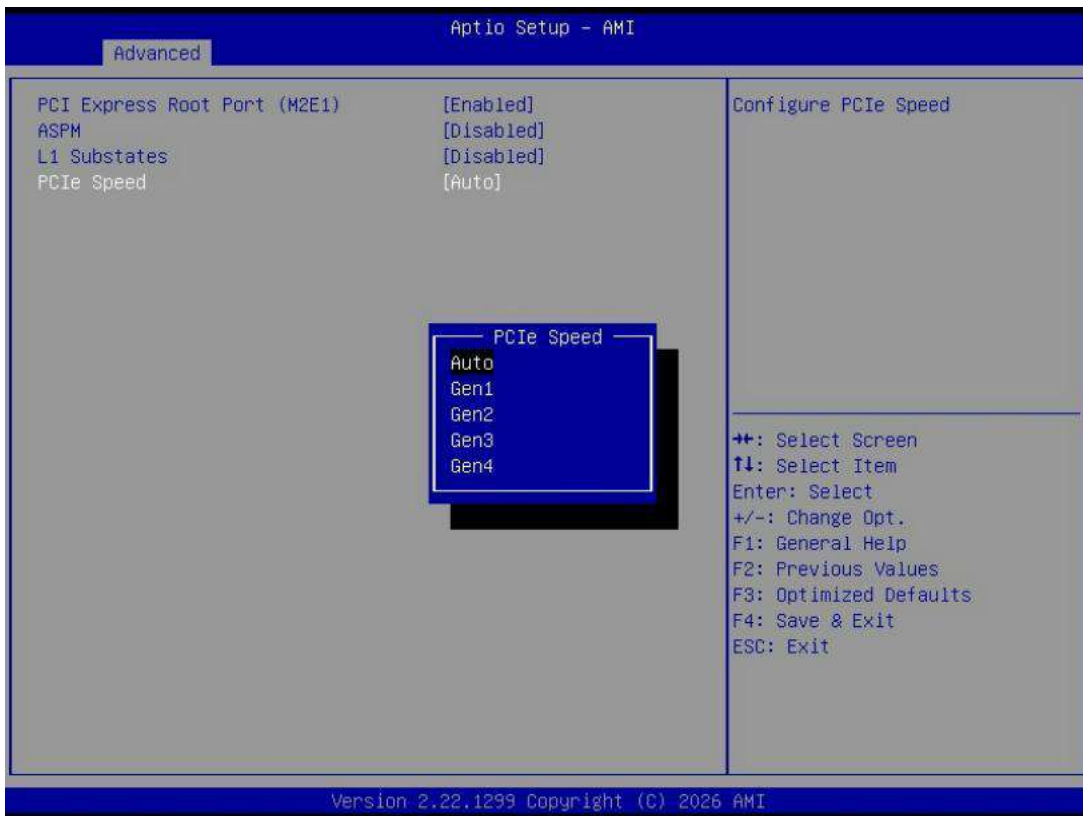 Aptio Setup – AMI
Advanced
PCI Express Root Port (M2E1) [Enabled]
ASPM [Disabled]
L1 Substates [Disabled]
PCIe Speed [Auto]
Configure PCIe Speed
PCIe Speed
Auto
Gen1
Gen2
Gen3
Gen4
→←: Select Screen
↑↓: Select Item
Enter: Select
+/-: Change Opt.
F1: General Help
F2: Previous Values
F3: Optimized Defaults
F4: Save & Exit
ESC: Exit
Version 2.22.1299 Copyright (C) 2026 AMI